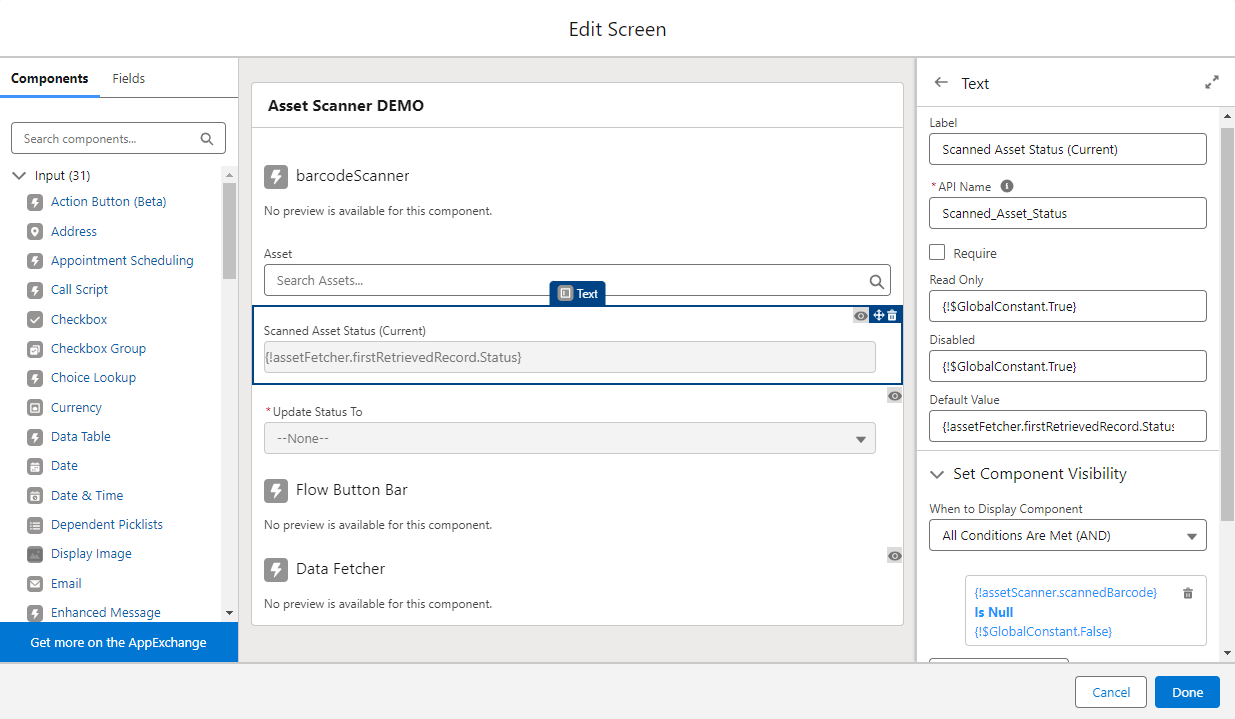 Edit Screen
Components
Fields
Search components...
Input (31)
Action Button (Beta)
Address
Appointment Scheduling
Call Script
Checkbox
Checkbox Group
Choice Lookup
Currency
Data Table
Date
Date & Time
Dependent Picklists
Display Image
Email
Enhanced Message
Get more on the AppExchange
Asset Scanner DEMO
barcodeScanner
No preview is available for this component.
Asset
Search Assets...
Text
Scanned Asset Status (Current)
{!assetFetcher.firstRetrievedRecord.Status}
*Update Status To
--None--
Flow Button Bar
No preview is available for this component.
Data Fetcher
No preview is available for this component.
Text
Label
Scanned Asset Status (Current)
*API Name
Scanned_Asset_Status
Require
Read Only
{!$GlobalConstant.True}
Disabled
{!$GlobalConstant.True}
Default Value
{!assetFetcher.firstRetrievedRecord.Status
Set Component Visibility
When to Display Component
All Conditions Are Met (AND)
{!assetScanner.scannedBarcode}
Is Null
{!$GlobalConstant.False}
Cancel
Done